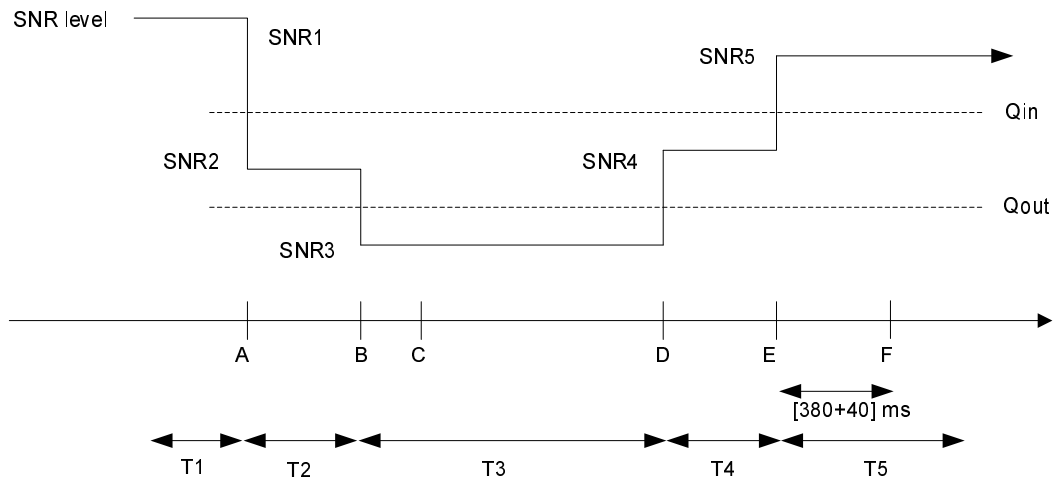 SNR level
SNR1
SNR5
Qin
SNR2
SNR4
Qout
SNR3
A
B
C
D
E
F
[380+40] ms
T1
T2
T3
T4
T5